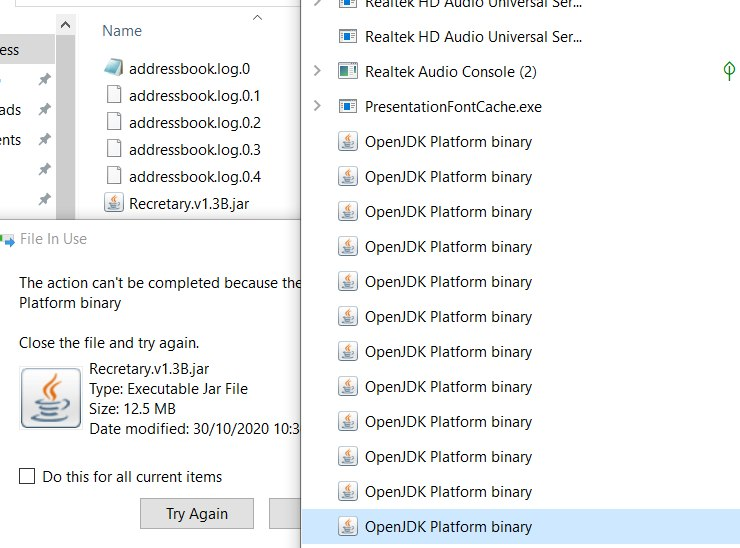 ess
ads
ents
Name
addressbook.log.0
addressbook.log.0.1
addressbook.log.0.2
addressbook.log.0.3
addressbook.log.0.4
Recretary.v1.3B.jar
File In Use
The action can't be completed because the
Platform binary
Close the file and try again.
Recretary.v1.3B.jar
Type: Executable Jar File
Size: 12.5 MB
Date modified: 30/10/2020 10:3
Do this for all current items
Try Again
Realtek HD Audio Universal Ser...
Realtek HD Audio Universal Ser...
Realtek Audio Console (2)
PresentationFontCache.exe
OpenJDK Platform binary
OpenJDK Platform binary
OpenJDK Platform binary
OpenJDK Platform binary
OpenJDK Platform binary
OpenJDK Platform binary
OpenJDK Platform binary
OpenJDK Platform binary
OpenJDK Platform binary
OpenJDK Platform binary
OpenJDK Platform binary
OpenJDK Platform binary